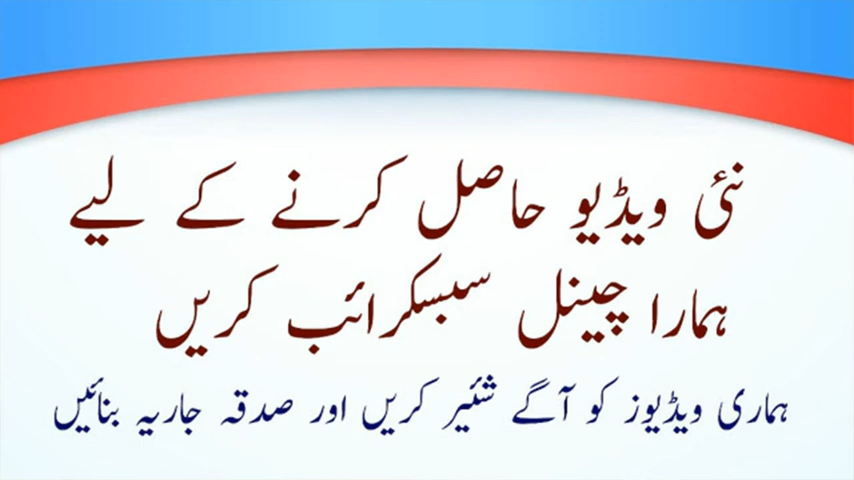 نئی ویڈیو حاصل کرنے کے لیے
ہمارا چینل سبسکرائب کریں
ہماری ویڈیوز کو آگے شئیر کریں اور صدقہ جاریہ بنائیں